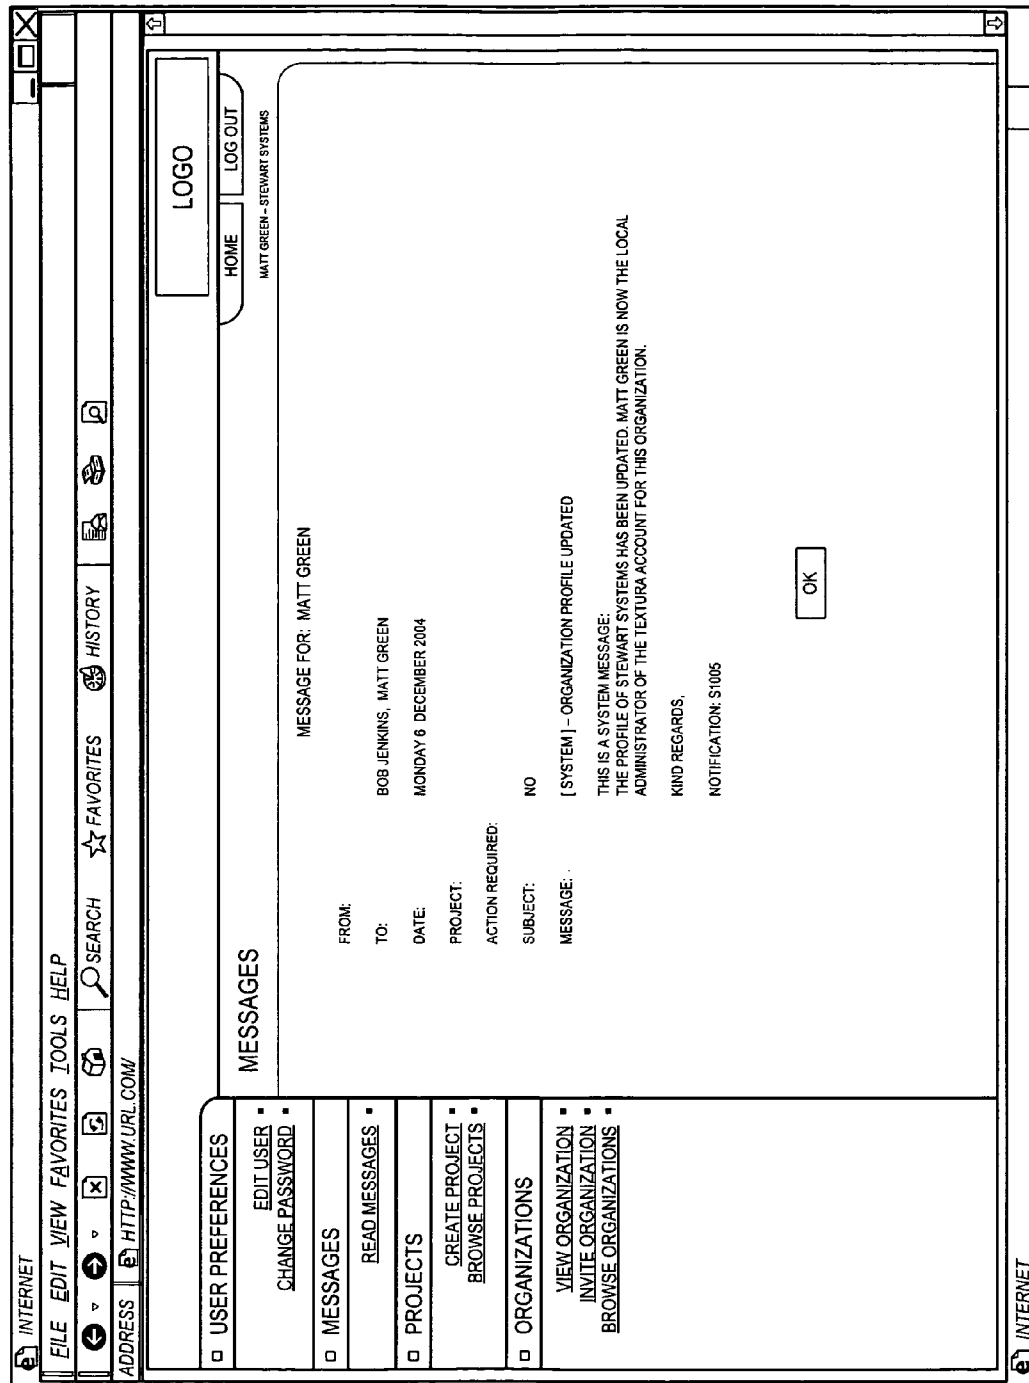 INTERNET
FILE EDIT VIEW FAVORITES TOOLS HELP
SEARCH FAVORITES HISTORY
ADDRESS HTTP://WWW.URL.COM/
LOGO
HOME LOG OUT
MATT GREEN – STEWART SYSTEMS
USER PREFERENCES
EDIT USER
CHANGE PASSWORD
MESSAGES
READ MESSAGES
PROJECTS
CREATE PROJECT
BROWSE PROJECTS
ORGANIZATIONS
VIEW ORGANIZATION
INVITE ORGANIZATION
BROWSE ORGANIZATIONS
MESSAGES
MESSAGE FOR: MATT GREEN
FROM:
TO: BOB JENKINS, MATT GREEN
DATE: MONDAY 6 DECEMBER 2004
PROJECT:
ACTION REQUIRED:
SUBJECT: NO
MESSAGE: [ SYSTEM ] – ORGANIZATION PROFILE UPDATED
THIS IS A SYSTEM MESSAGE:
THE PROFILE OF STEWART SYSTEMS HAS BEEN UPDATED. MATT GREEN IS NOW THE LOCAL
ADMINISTRATOR OF THE TEXTURA ACCOUNT FOR THIS ORGANIZATION.
KIND REGARDS,
NOTIFICATION: S1005
OK
INTERNET